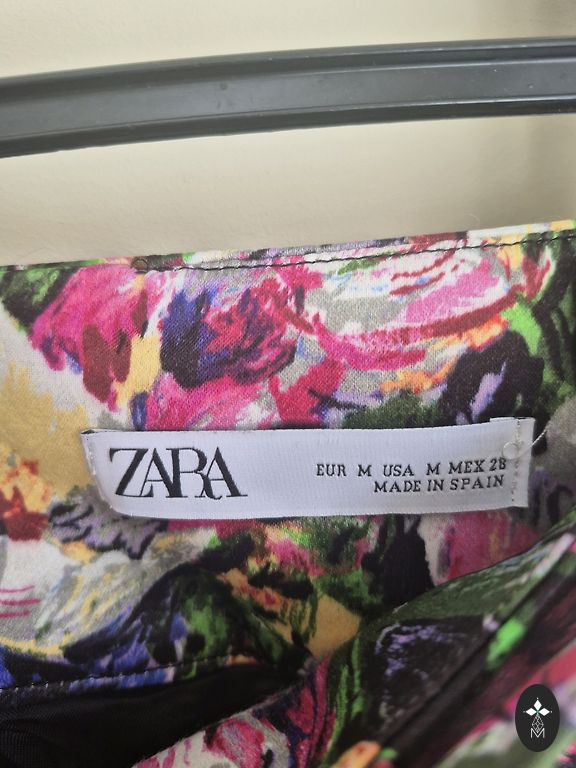 ZARA
EUR M USA M MEX 28
MADE IN SPAIN
M